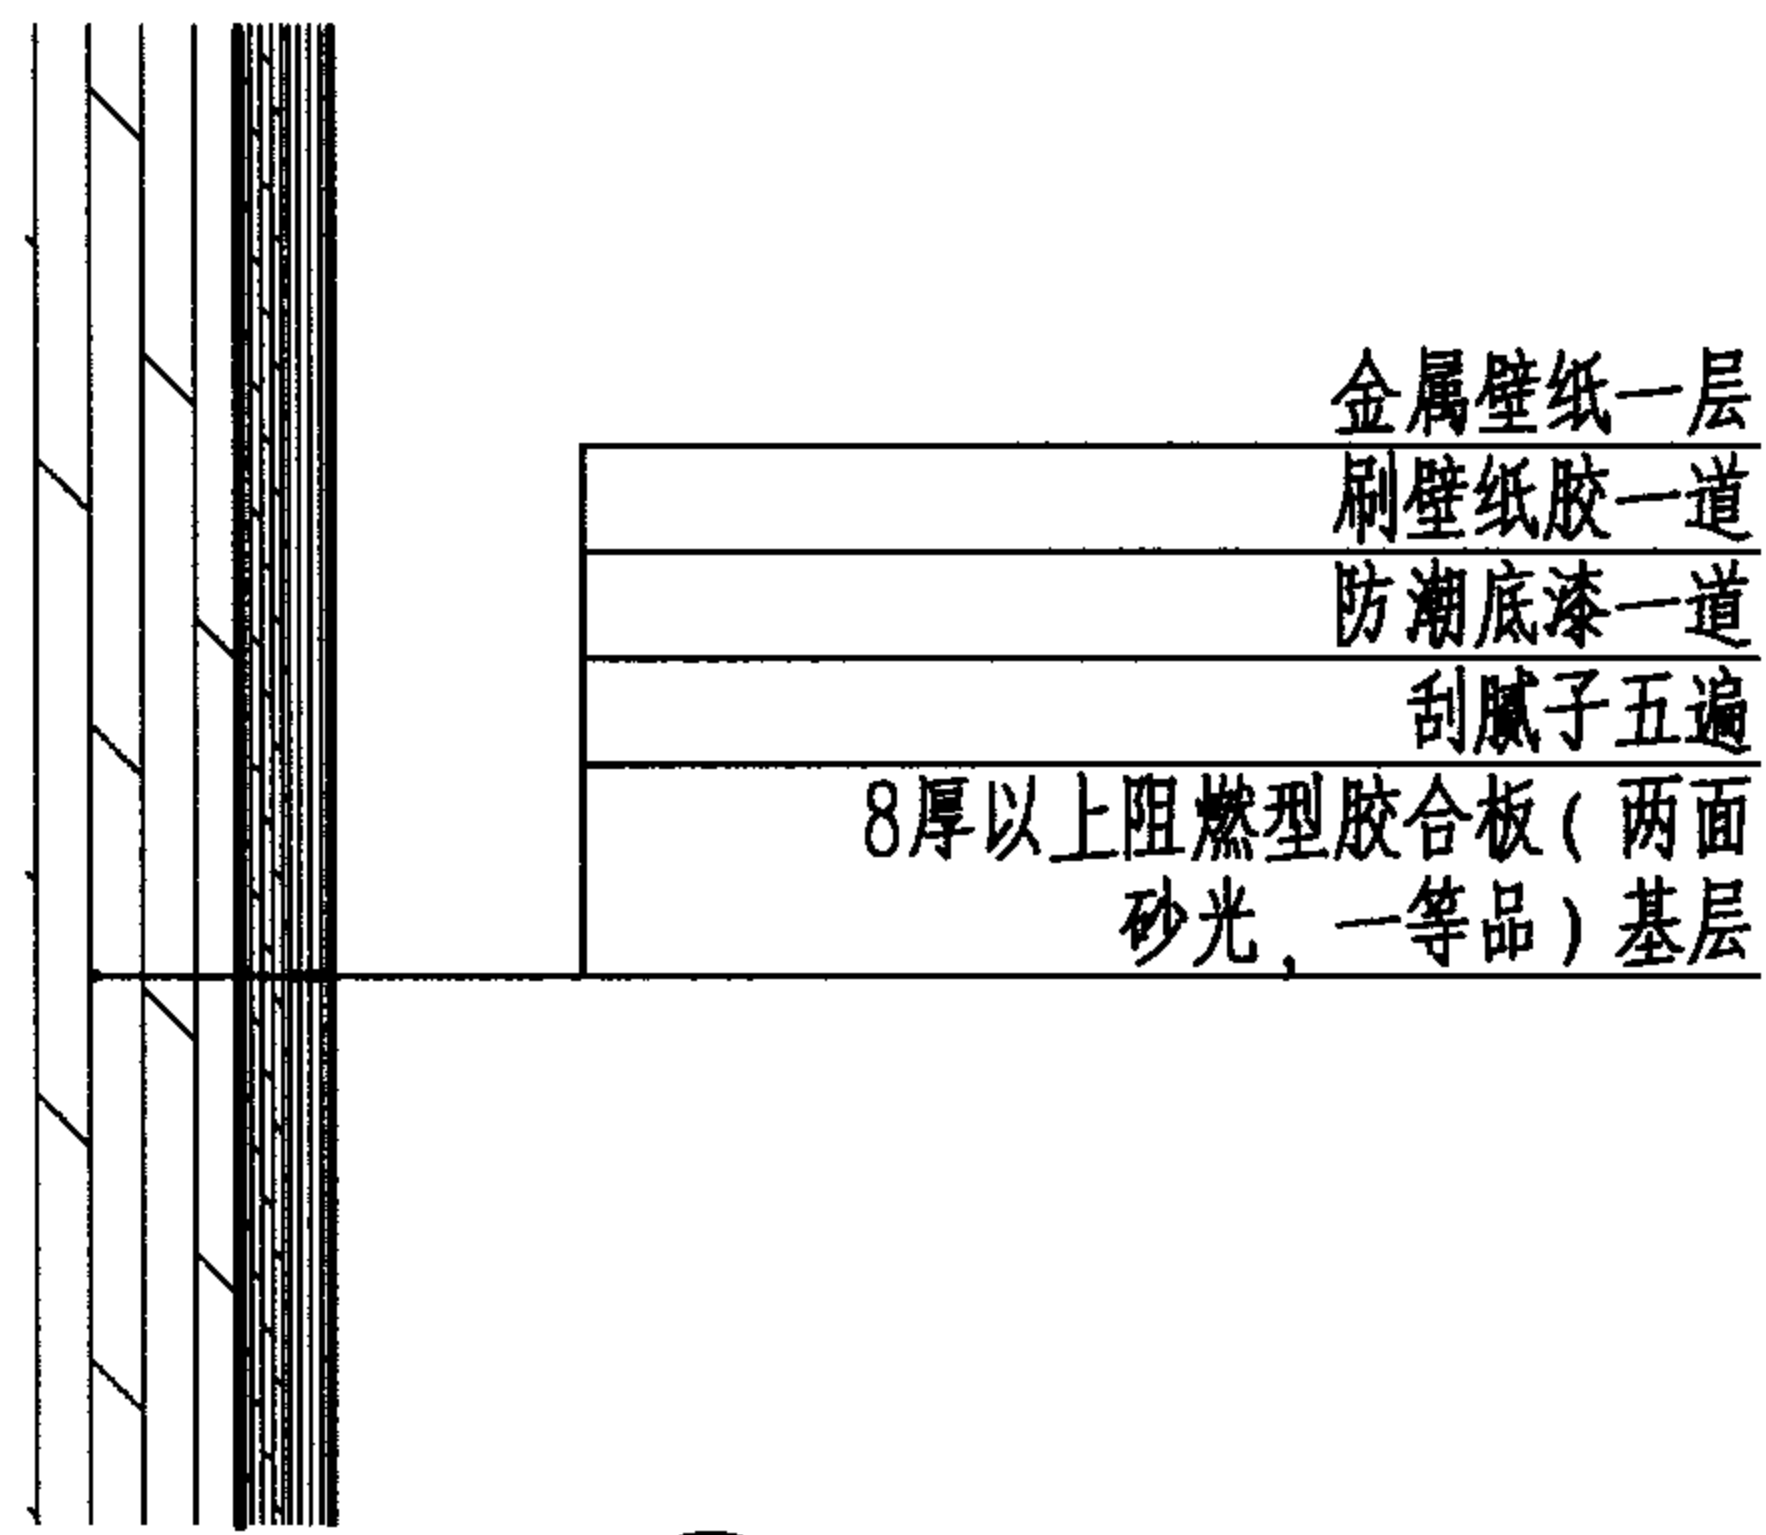 金属壁纸一层
刷壁纸胶一道
防潮底漆一道
刮腻子五遍
8厚以上阻燃型胶合板(两面
砂光,一等品)基层